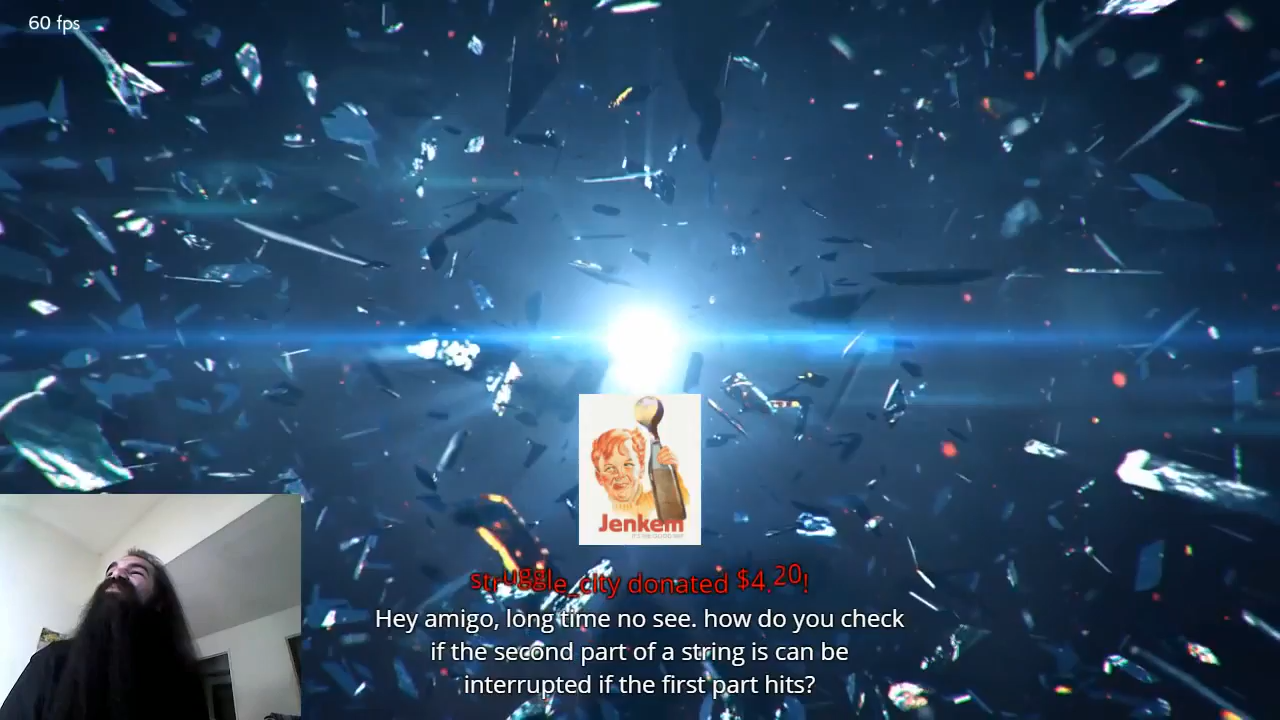 60 fps
Jenkem
struggle_city donated $4.20!
Hey amigo, long time no see. how do you check
if the second part of a string is can be
interrupted if the first part hits?